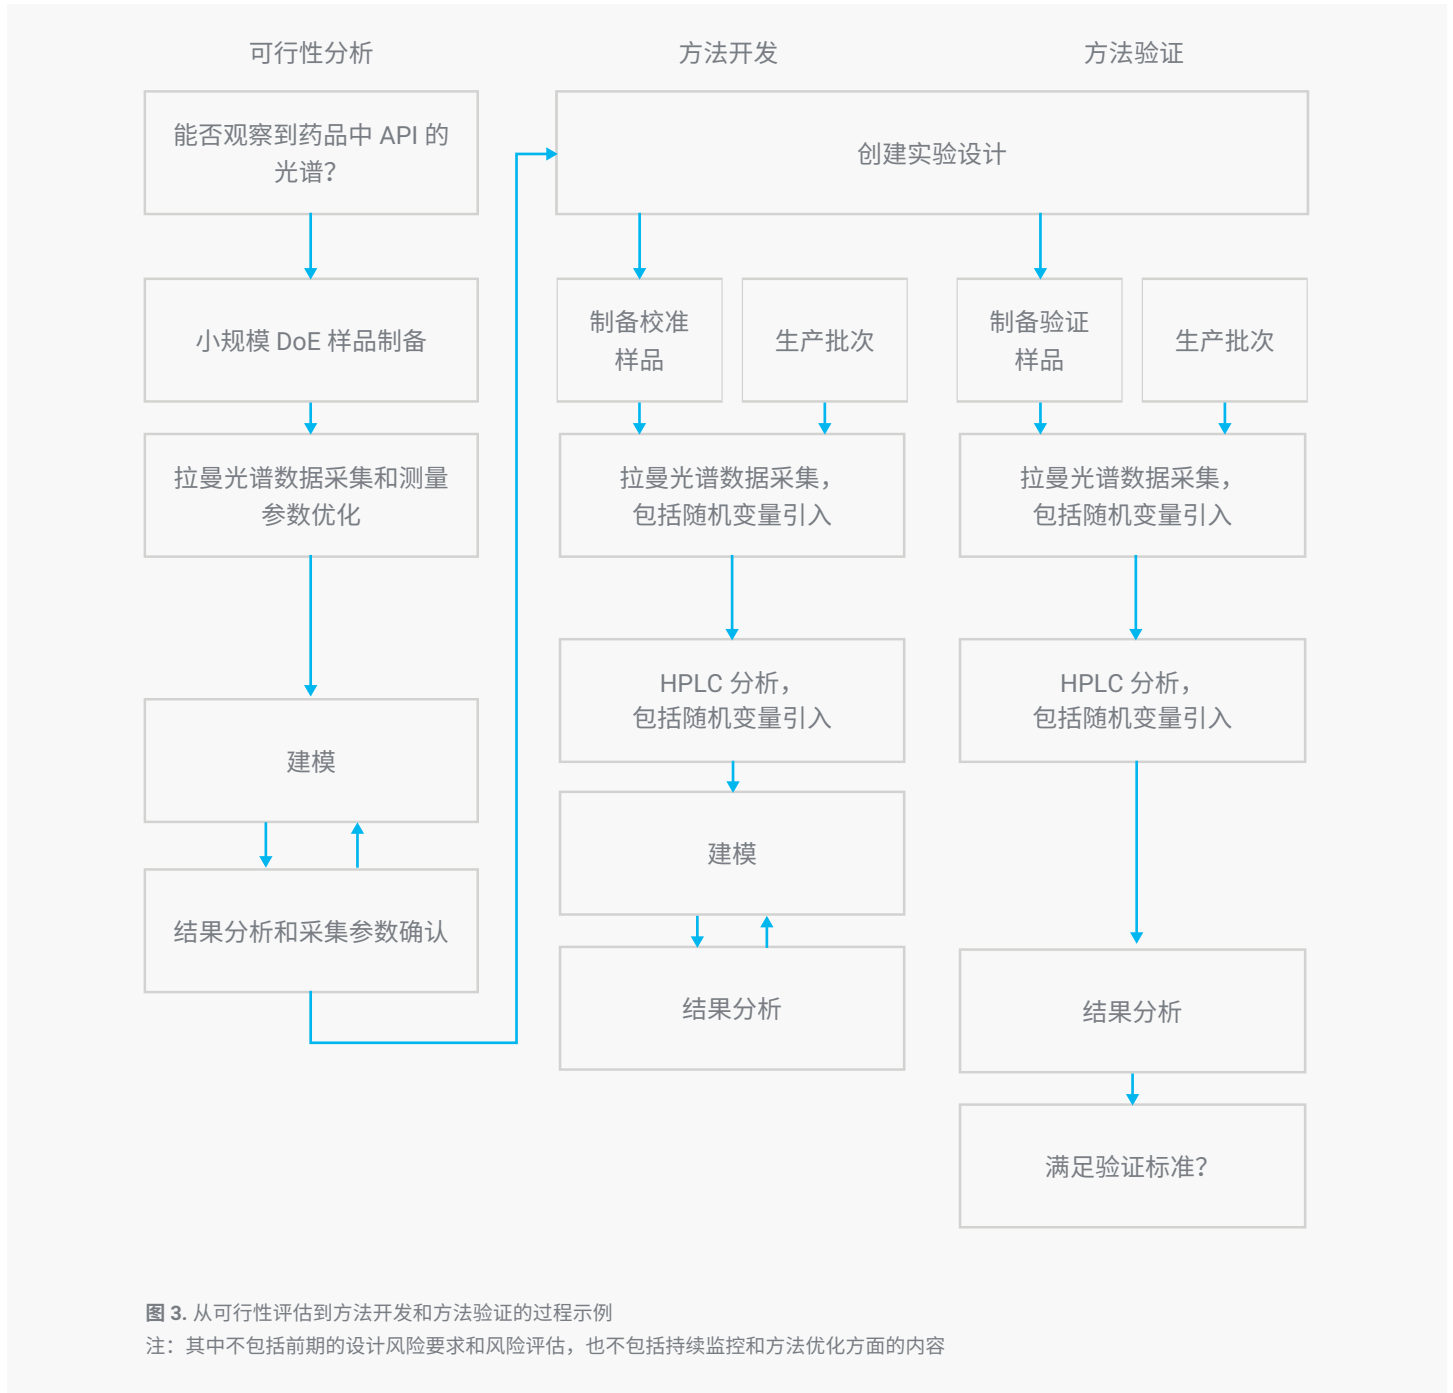 可行性分析
方法开发
方法验证
能否观察到药品中 API 的
光谱？
创建实验设计
小规模 DoE 样品制备
制备校准
样品
生产批次
制备验证
样品
生产批次
拉曼光谱数据采集和测量
参数优化
拉曼光谱数据采集，
包括随机变量引入
拉曼光谱数据采集，
包括随机变量引入
HPLC 分析，
包括随机变量引入
HPLC 分析，
包括随机变量引入
建模
建模
结果分析和采集参数确认
结果分析
结果分析
满足验证标准？
图 3. 从可行性评估到方法开发和方法验证的过程示例
注：其中不包括前期的设计风险要求和风险评估，也不包括持续监控和方法优化方面的内容